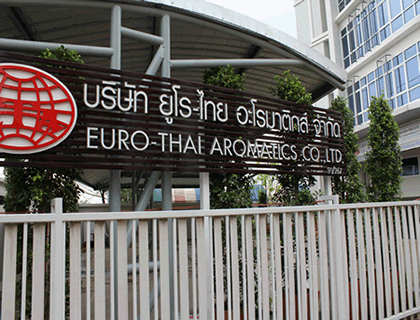 บริษัท ยูโร-ไทย อะโรมาติกส์ จำกัด
EURO-THAI AROMATICS CO.,LTD.